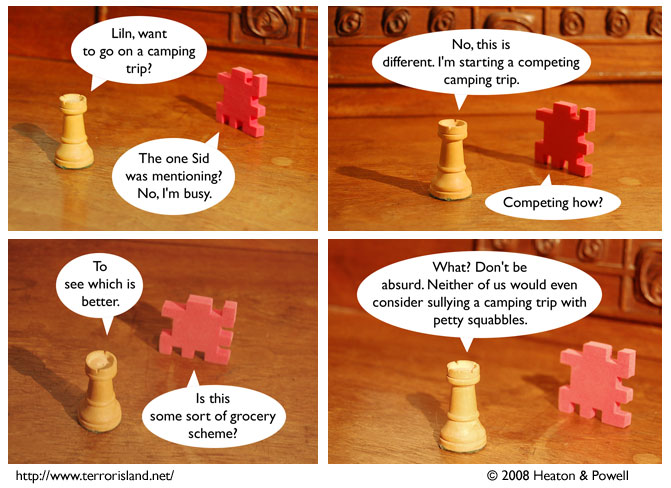 Liln, want
to go on a camping
trip?
The one Sid
was mentioning?
No, I'm busy.
No, this is
different. I'm starting a competing
camping trip.
Competing how?
To
see which is
better.
Is this
some sort of grocery
scheme?
What? Don't be
absurd. Neither of us would even
consider sullying a camping trip with
petty squabbles.
http://www.terrorisland.net/
© 2008 Heaton & Powell